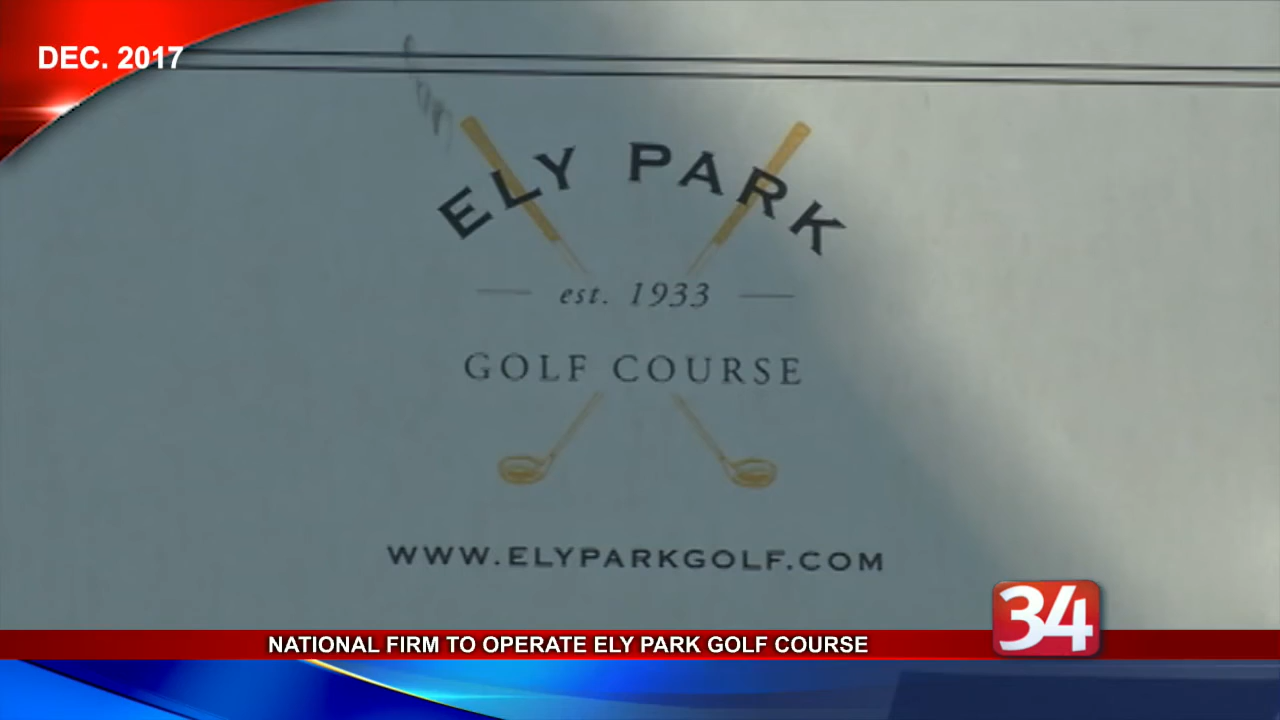 DEC. 2017
ELY PARK
est. 1933
GOLF COURSE
WWW.ELYPARKGOLF.COM
34
NATIONAL FIRM TO OPERATE ELY PARK GOLF COURSE